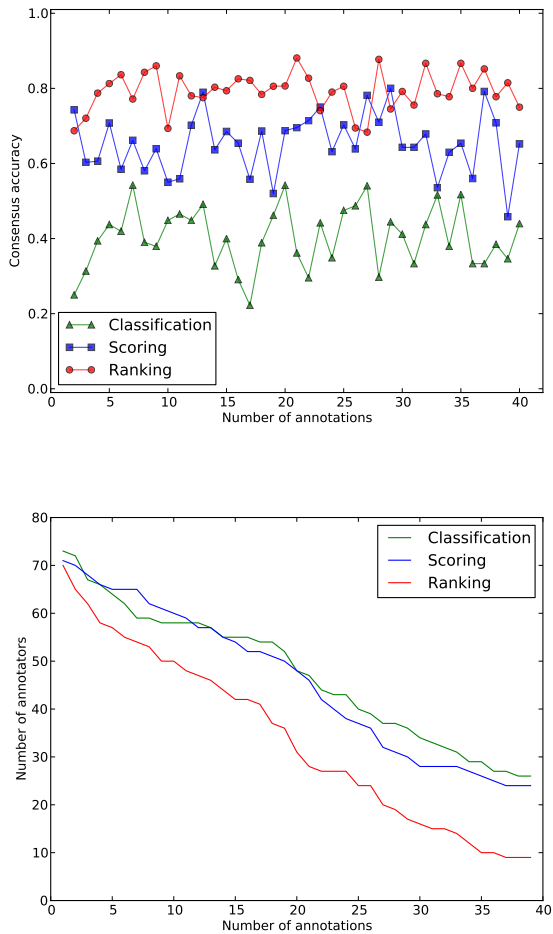 1.0
0.8
0.6
0.4
0.2
0.0
Consensus accuracy
Classification
Scoring
Ranking
0 5 10 15 20 25 30 35 40
Number of annotations
80
70
60
50
40
30
20
10
0
Number of annotators
Classification
Scoring
Ranking
0 5 10 15 20 25 30 35 40
Number of annotations